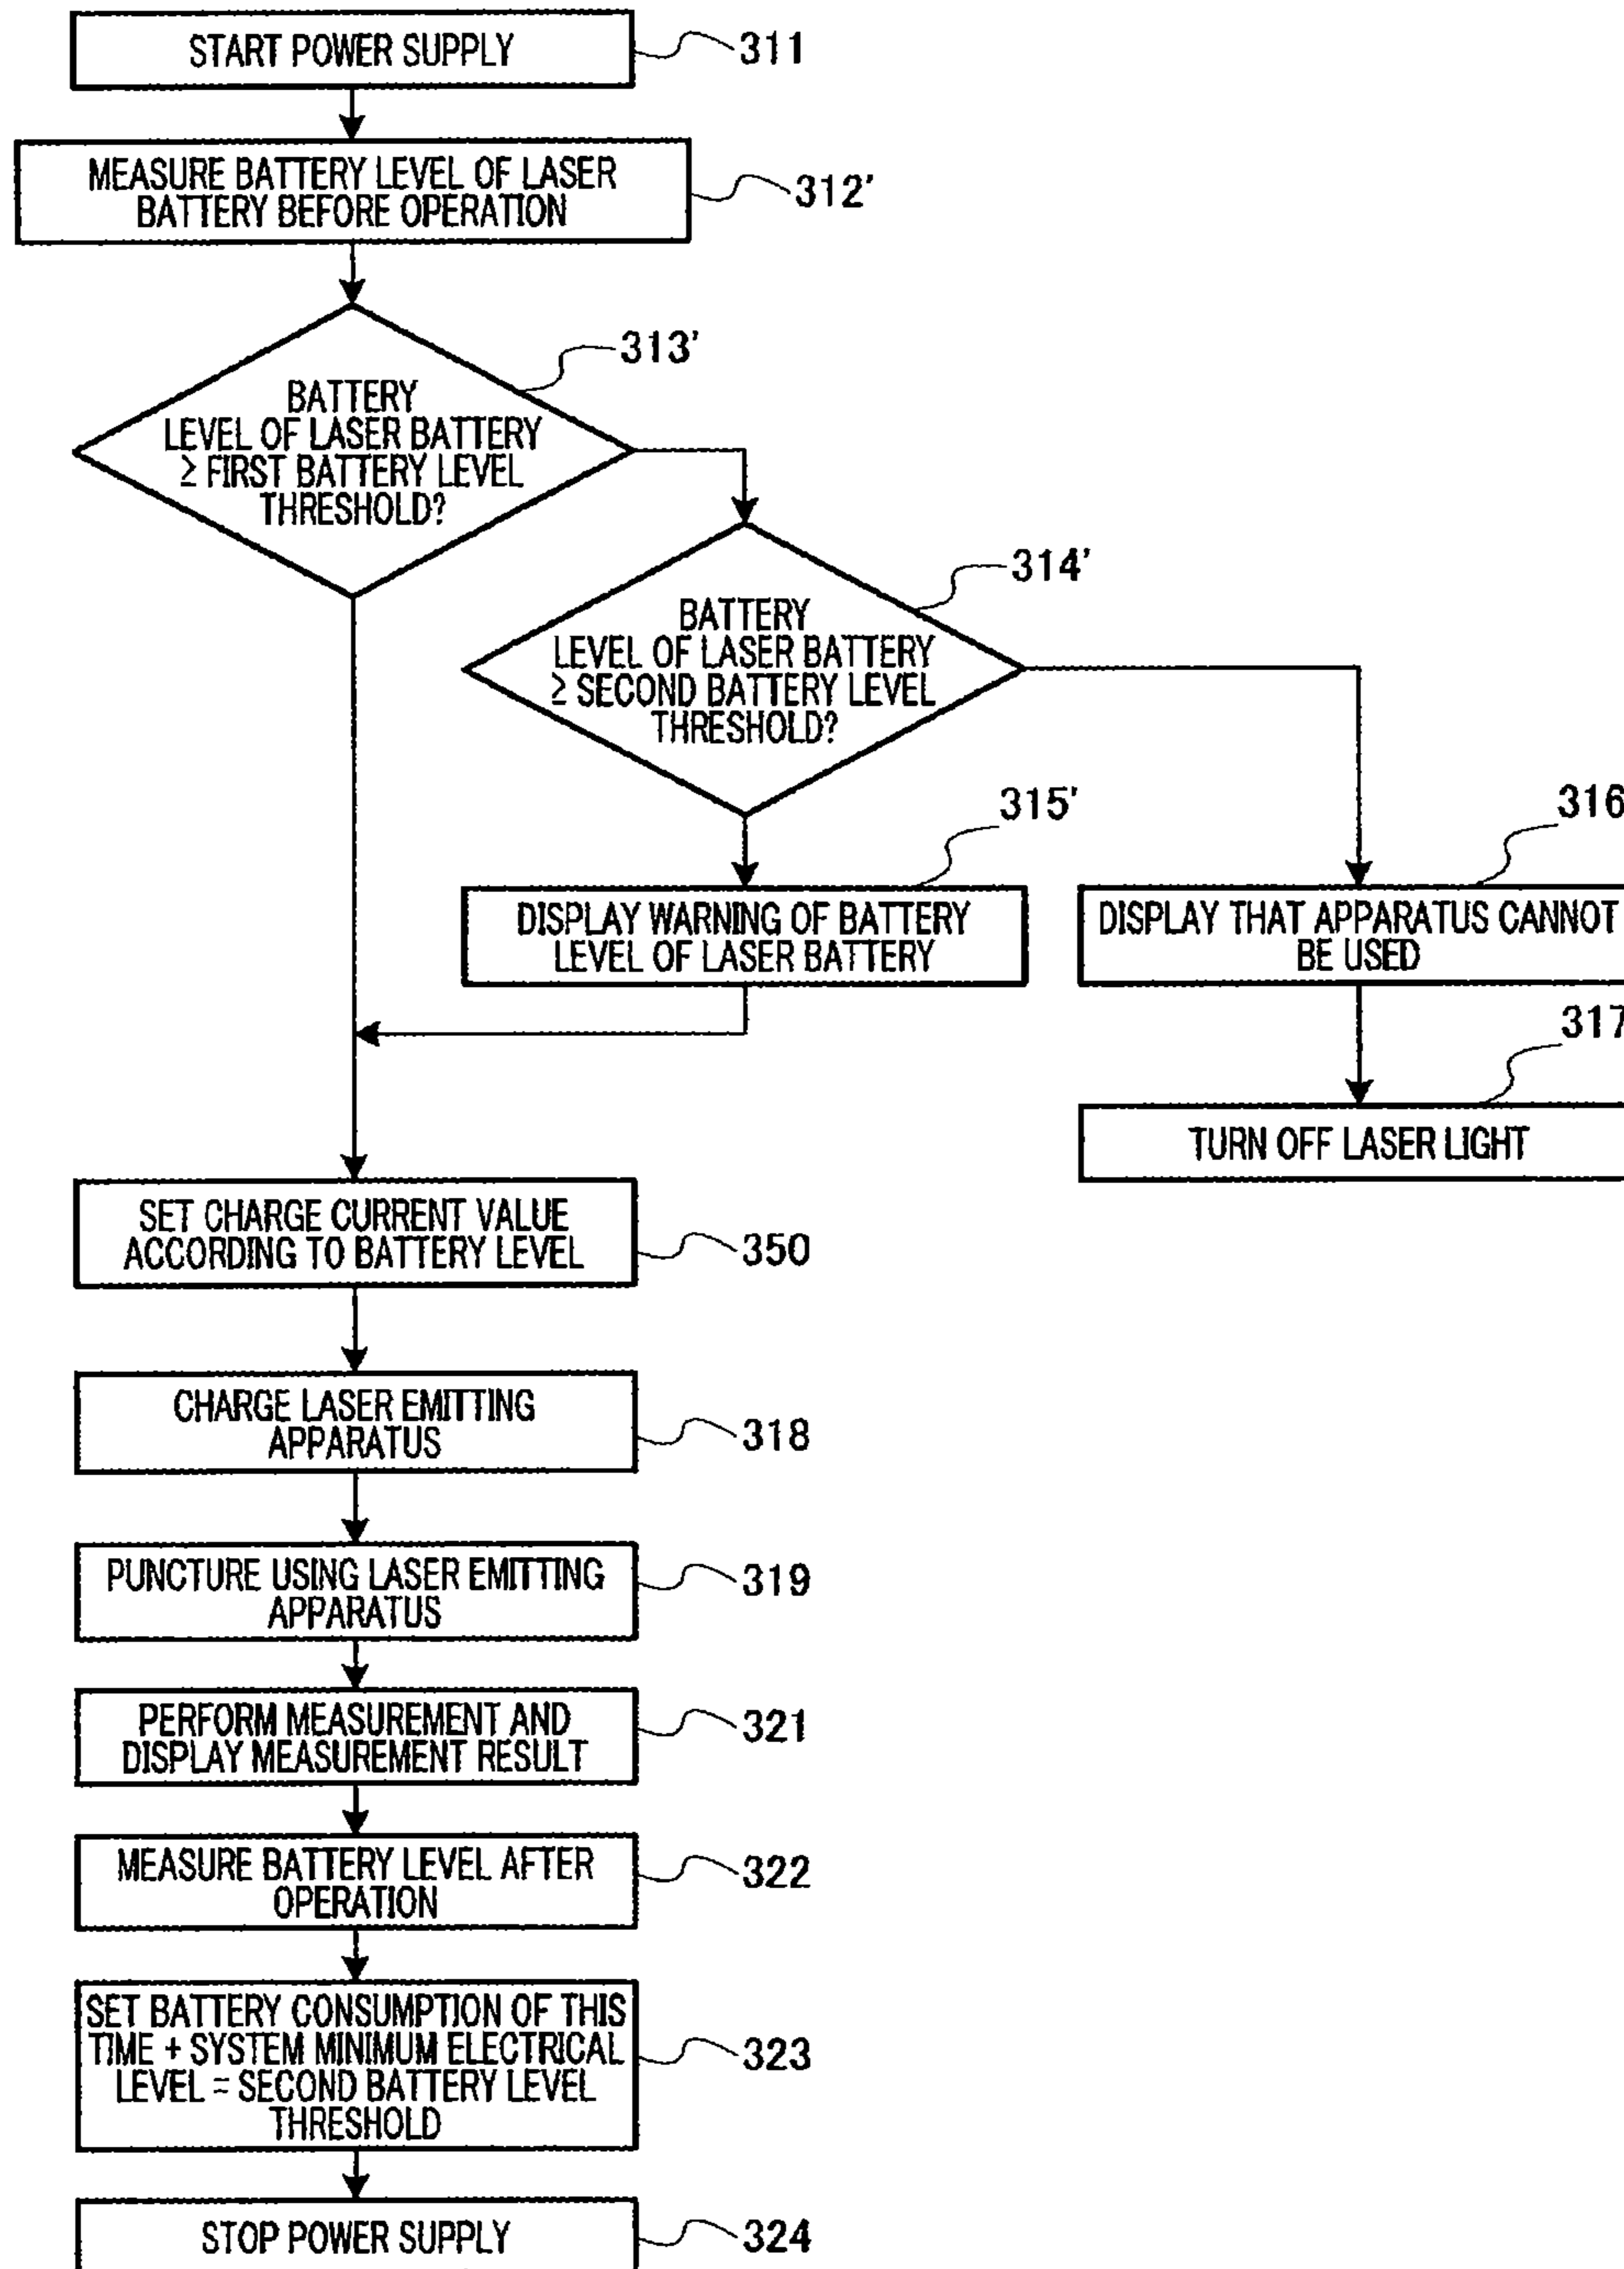 START POWER SUPPLY
311
MEASURE BATTERY LEVEL OF LASER
BATTERY BEFORE OPERATION
312'
313'
BATTERY
LEVEL OF LASER BATTERY
≥ FIRST BATTERY LEVEL
THRESHOLD?
314'
BATTERY
LEVEL OF LASER BATTERY
≥ SECOND BATTERY LEVEL
THRESHOLD?
315'
316
DISPLAY WARNING OF BATTERY
LEVEL OF LASER BATTERY
DISPLAY THAT APPARATUS CANNOT
BE USED
317
TURN OFF LASER LIGHT
SET CHARGE CURRENT VALUE
ACCORDING TO BATTERY LEVEL
350
CHARGE LASER EMITTING
APPARATUS
318
PUNCTURE USING LASER EMITTING
APPARATUS
319
PERFORM MEASUREMENT AND
DISPLAY MEASUREMENT RESULT
321
MEASURE BATTERY LEVEL AFTER
OPERATION
322
SET BATTERY CONSUMPTION OF THIS
TIME + SYSTEM MINIMUM ELECTRICAL
LEVEL = SECOND BATTERY LEVEL
THRESHOLD
323
STOP POWER SUPPLY
324